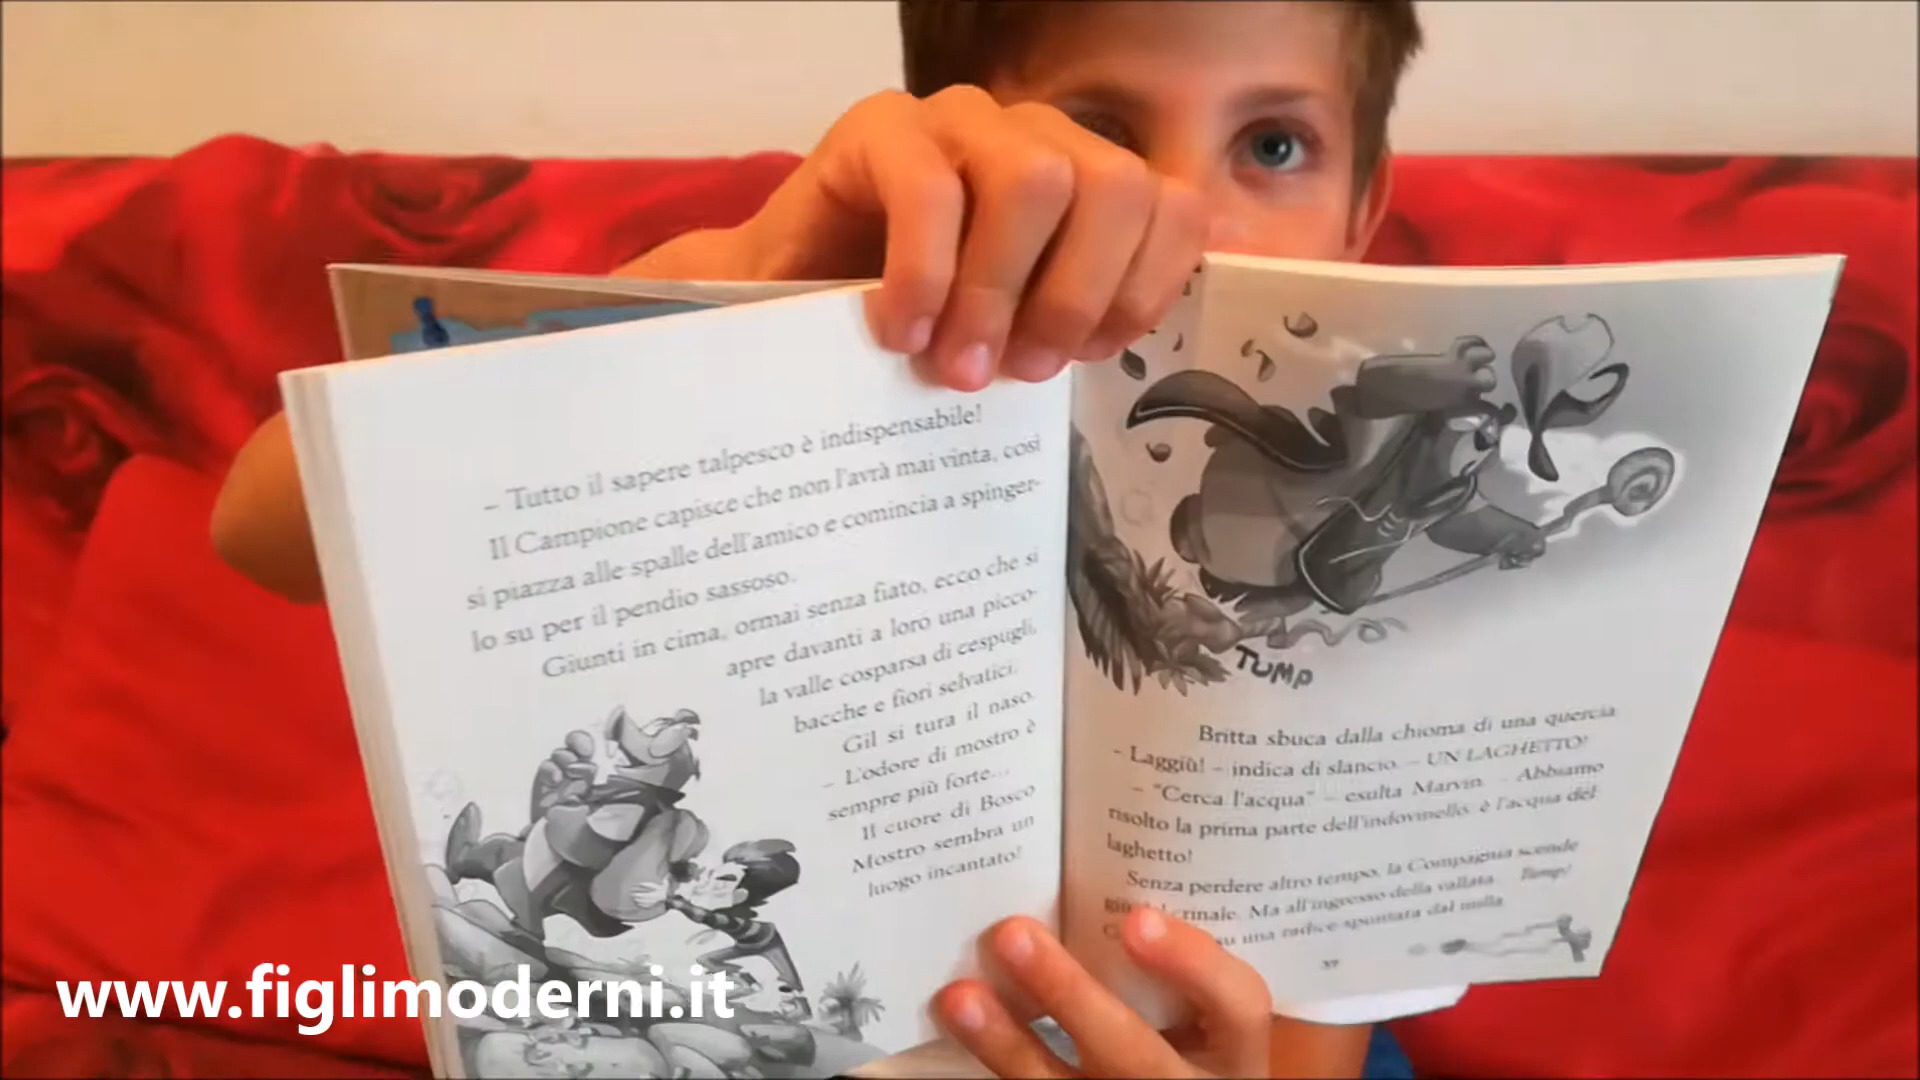 – Tutto il sapere talpesco è indispensabile!
Il Campione capisce che non l'avrà mai vinta, così
si piazza alle spalle dell'amico e comincia a spinger-
lo su per il pendio sassoso.
Giunti in cima, ormai senza fiato, ecco che si
apre davanti a loro una picco-
la valle cosparsa di cespugli,
bacche e fiori selvatici.
Gil si tura il naso.
– L'odore di mostro è
sempre più forte...
Il cuore di Bosco
Mostro sembra un
luogo incantato!
TUMP
Britta sbuca dalla chioma di una quercia.
– Laggiù! – indica di slancio. – UN LAGHETTO!
– "Cerca l'acqua" – esulta Marvin. – Abbiamo
risolto la prima parte dell'indovinello, è l'acqua del
laghetto!
Senza perdere altro tempo, la Compagnia scende
giù dal crinale. Ma all'ingresso della vallata... Tump!
su una radice spuntata dal nulla
www.figlimoderni.it